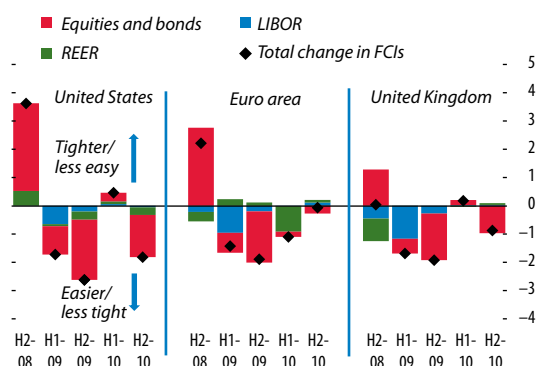 Equities and bonds
LIBOR
REER
Total change in FCIs
United States
Euro area
United Kingdom
Tighter/
less easy
Easier/
less tight
5
4
3
2
1
0
−1
−2
−3
−4
H2- H1- H2- H1- H2- H2- H1- H2- H1- H2- H2- H1- H2- H1- H2-
08 09 09 10 10 08 09 09 10 10 08 09 09 10 10